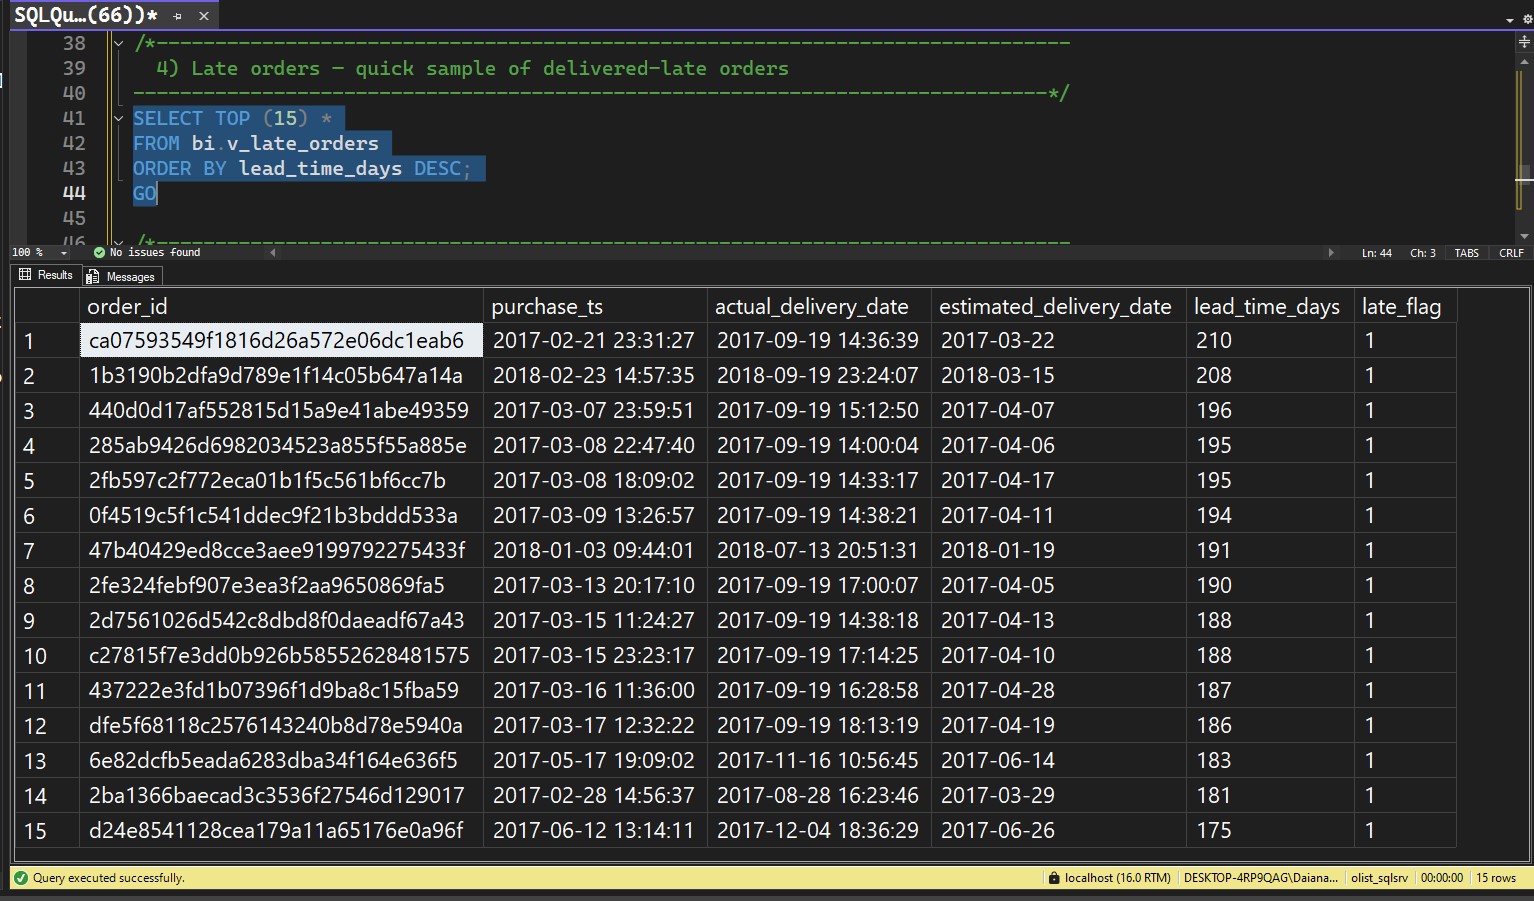 SQLQu...(66))*
38 /*------------------------------------------------------------------------------
39 4) Late orders — quick sample of delivered-late orders
40 ------------------------------------------------------------------------------*/
41 SELECT TOP (15) *
42 FROM bi.v_late_orders
43 ORDER BY lead_time_days DESC;
44 GO
45
46 /*------------------------------------------------------------------------------
100 % No issues found Ln: 44 Ch: 3 TABS CRLF
Results Messages
order_id purchase_ts actual_delivery_date estimated_delivery_date lead_time_days late_flag
1 ca07593549f1816d26a572e06dc1eab6 2017-02-21 23:31:27 2017-09-19 14:36:39 2017-03-22 210 1
2 1b3190b2dfa9d789e1f14c05b647a14a 2018-02-23 14:57:35 2018-09-19 23:24:07 2018-03-15 208 1
3 440d0d17af552815d15a9e41abe49359 2017-03-07 23:59:51 2017-09-19 15:12:50 2017-04-07 196 1
4 285ab9426d6982034523a855f55a885e 2017-03-08 22:47:40 2017-09-19 14:00:04 2017-04-06 195 1
5 2fb597c2f772eca01b1f5c561bf6cc7b 2017-03-08 18:09:02 2017-09-19 14:33:17 2017-04-17 195 1
6 0f4519c5f1c541ddec9f21b3bddd533a 2017-03-09 13:26:57 2017-09-19 14:38:21 2017-04-11 194 1
7 47b40429ed8cce3aee9199792275433f 2018-01-03 09:44:01 2018-07-13 20:51:31 2018-01-19 191 1
8 2fe324febf907e3ea3f2aa9650869fa5 2017-03-13 20:17:10 2017-09-19 17:00:07 2017-04-05 190 1
9 2d7561026d542c8dbd8f0daeadf67a43 2017-03-15 11:24:27 2017-09-19 14:38:18 2017-04-13 188 1
10 c27815f7e3dd0b926b58552628481575 2017-03-15 23:23:17 2017-09-19 17:14:25 2017-04-10 188 1
11 437222e3fd1b07396f1d9ba8c15fba59 2017-03-16 11:36:00 2017-09-19 16:28:58 2017-04-28 187 1
12 dfe5f68118c2576143240b8d78e5940a 2017-03-17 12:32:22 2017-09-19 18:13:19 2017-04-19 186 1
13 6e82dcfb5eada6283dba34f164e636f5 2017-05-17 19:09:02 2017-11-16 10:56:45 2017-06-14 183 1
14 2ba1366baecad3c3536f27546d129017 2017-02-28 14:56:37 2017-08-28 16:23:46 2017-03-29 181 1
15 d24e8541128cea179a11a65176e0a96f 2017-06-12 13:14:11 2017-12-04 18:36:29 2017-06-26 175 1
Query executed successfully. localhost (16.0 RTM) DESKTOP-4RP9QAG\Daiana... olist_sqlsrv 00:00:00 15 rows